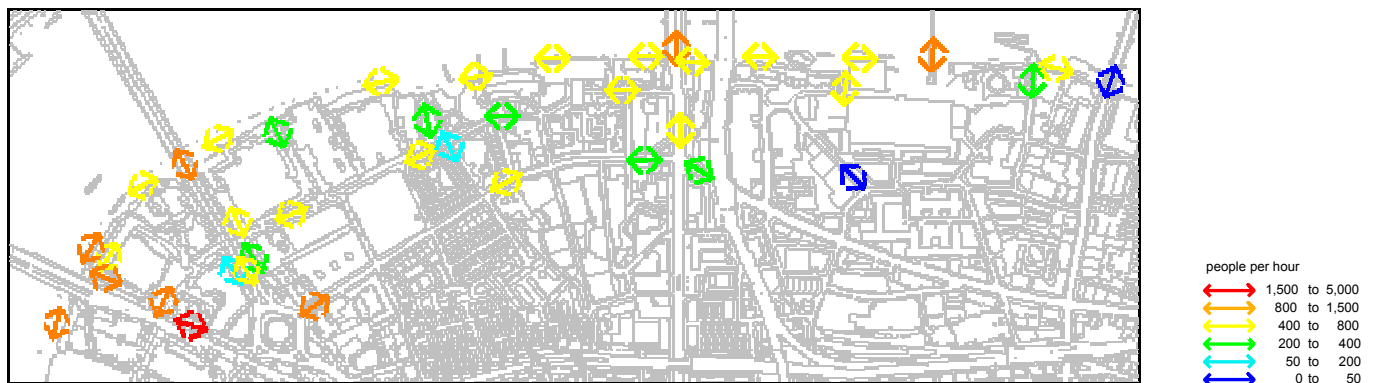 people per hour
1,500 to 5,000
800 to 1,500
400 to 800
200 to 400
50 to 200
0 to 50